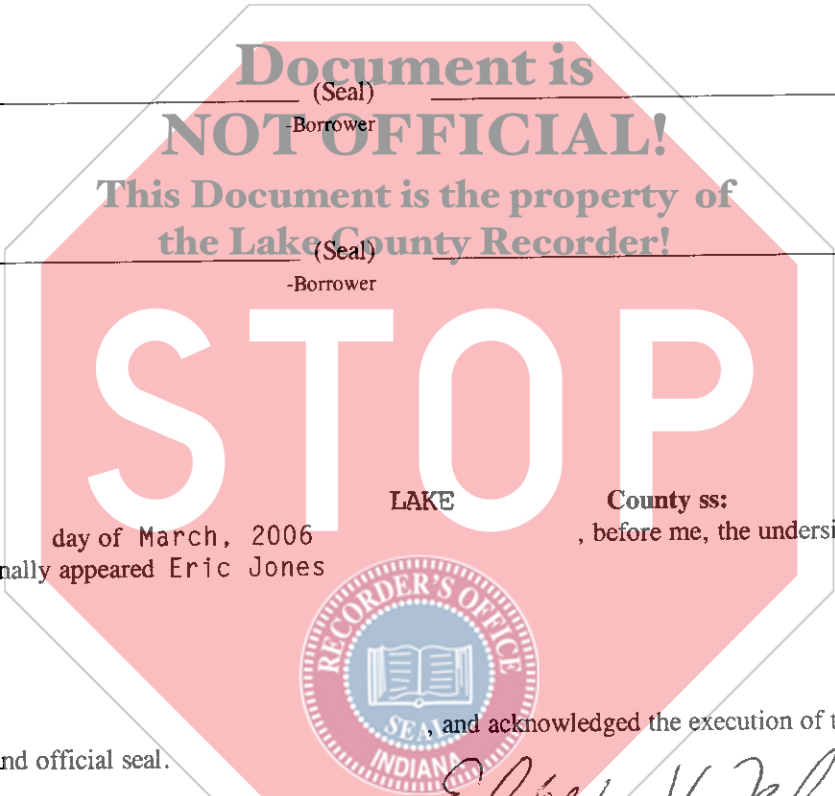 Document is
(Seal)
-Borrower
NOT OFFICIAL!
This Document is the property of
the Lake County Recorder!
(Seal)
-Borrower
STOP
LAKE County ss:
day of March, 2006 , before me, the undersi
nally appeared Eric Jones
RECORDER'S OFFICE
SEAL
INDIANA
, and acknowledged the execution of t
nd official seal.